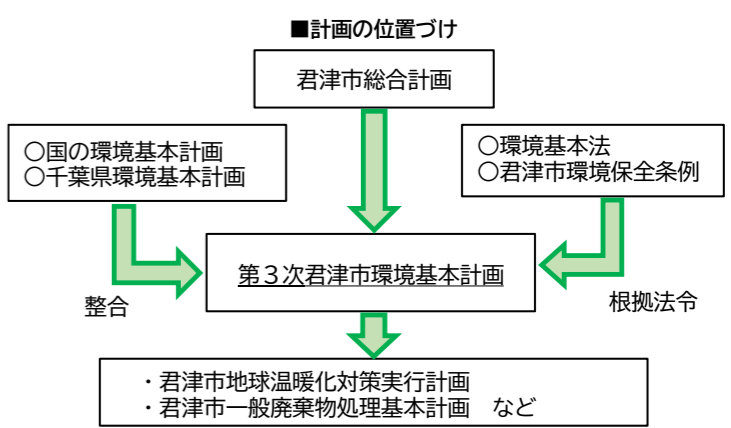 ■計画の位置づけ
君津市総合計画
○国の環境基本計画
○千葉県環境基本計画
○環境基本法
○君津市環境保全条例
第３次君津市環境基本計画
整合
根拠法令
・君津市地球温暖化対策実行計画
・君津市一般廃棄物処理基本計画　など